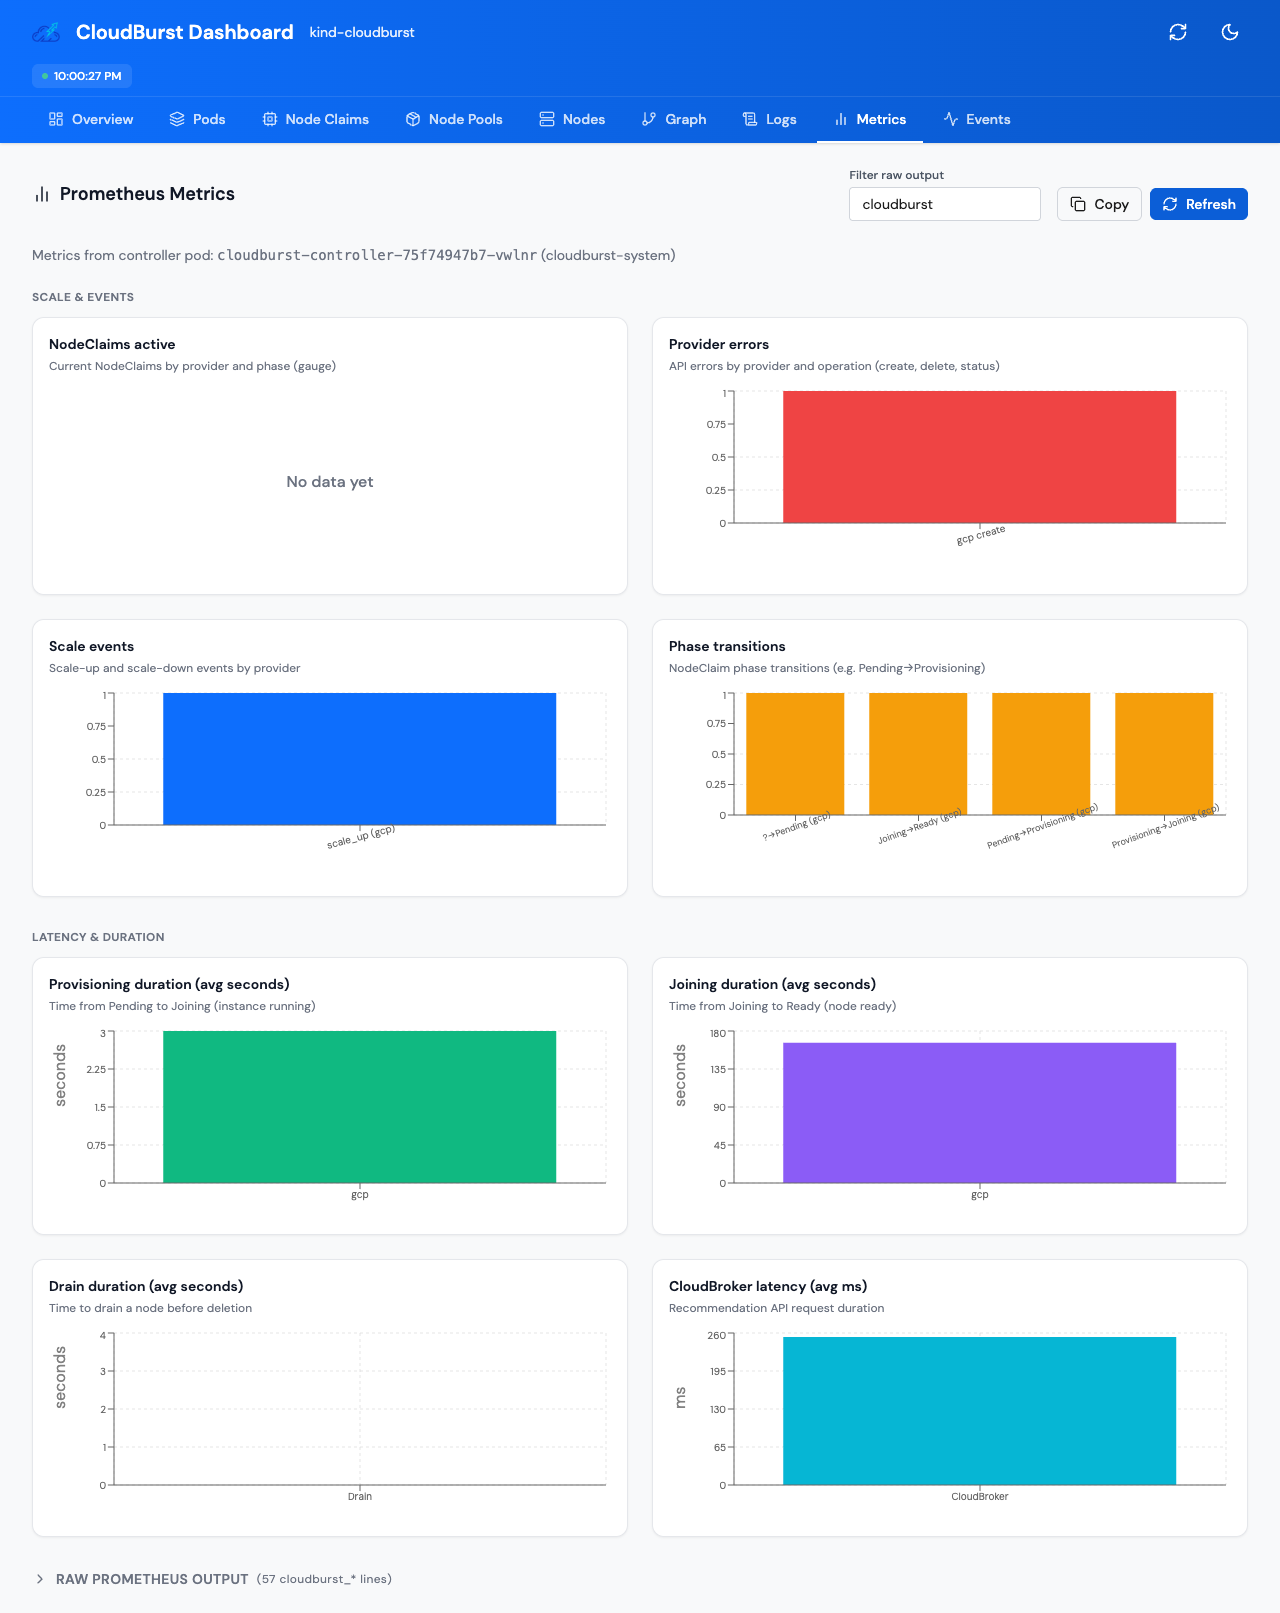 CloudBurst Dashboard kind-cloudburst
10:00:27 PM
Overview Pods Node Claims Node Pools Nodes Graph Logs Metrics Events
Prometheus Metrics
Filter raw output
cloudburst
Copy
Refresh
Metrics from controller pod: cloudburst-controller-75f74947b7-vwlnr (cloudburst-system)
SCALE & EVENTS
NodeClaims active
Current NodeClaims by provider and phase (gauge)
No data yet
Provider errors
API errors by provider and operation (create, delete, status)
1
0.75
0.5
0.25
0
gcp create
Scale events
Scale-up and scale-down events by provider
1
0.75
0.5
0.25
0
scale_up (gcp)
Phase transitions
NodeClaim phase transitions (e.g. Pending→Provisioning)
1
0.75
0.5
0.25
0
?→Pending (gcp)
Joining→Ready (gcp)
Pending→Provisioning (gcp)
Provisioning→Joining (gcp)
LATENCY & DURATION
Provisioning duration (avg seconds)
Time from Pending to Joining (instance running)
seconds
3
2.25
1.5
0.75
0
gcp
Joining duration (avg seconds)
Time from Joining to Ready (node ready)
seconds
180
135
90
45
0
gcp
Drain duration (avg seconds)
Time to drain a node before deletion
seconds
4
3
2
1
0
Drain
CloudBroker latency (avg ms)
Recommendation API request duration
ms
260
195
130
65
0
CloudBroker
RAW PROMETHEUS OUTPUT (57 cloudburst_* lines)